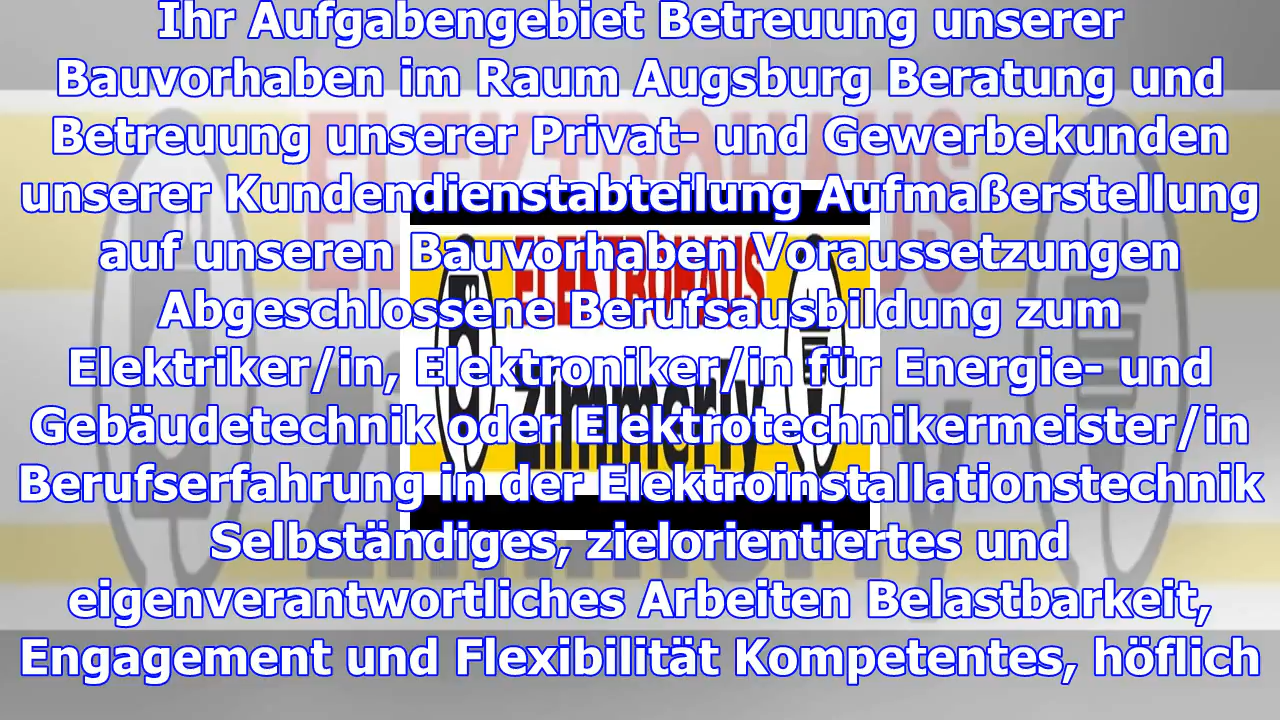 Ihr Aufgabengebiet Betreuung unserer
Bauvorhaben im Raum Augsburg Beratung und
Betreuung unserer Privat- und Gewerbekunden
unserer Kundendienstabteilung Aufmaßerstellung
auf unseren Bauvorhaben Voraussetzungen
Abgeschlossene Berufsausbildung zum
Elektriker/in, Elektroniker/in für Energie- und
Gebäudetechnik oder Elektrotechnikermeister/in
Berufserfahrung in der Elektroinstallationstechnik
Selbständiges, zielorientiertes und
eigenverantwortliches Arbeiten Belastbarkeit,
Engagement und Flexibilität Kompetentes, höflich
ELEKTROHAUS
zimmerly